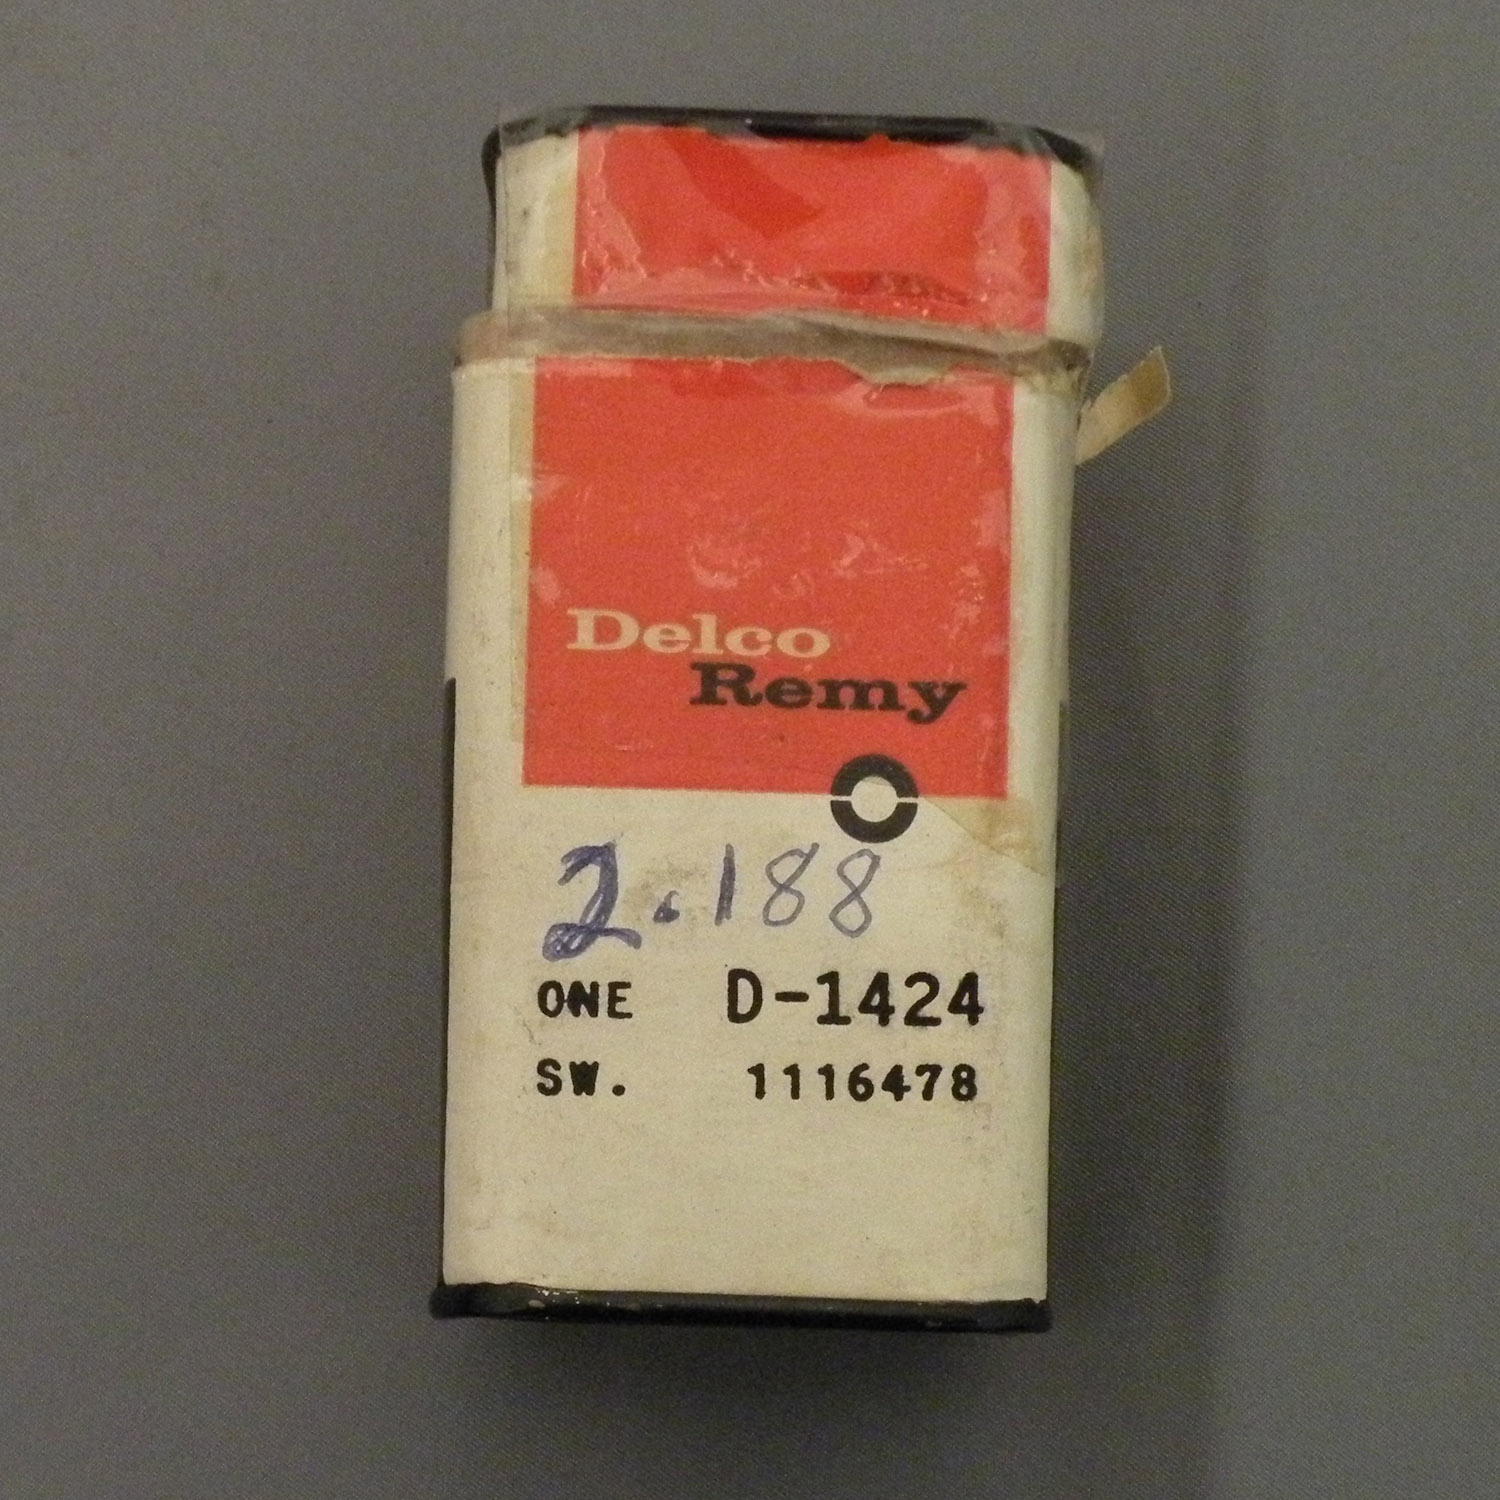 Delco
Remy
2.188
ONE D-1424
SW. 1116478